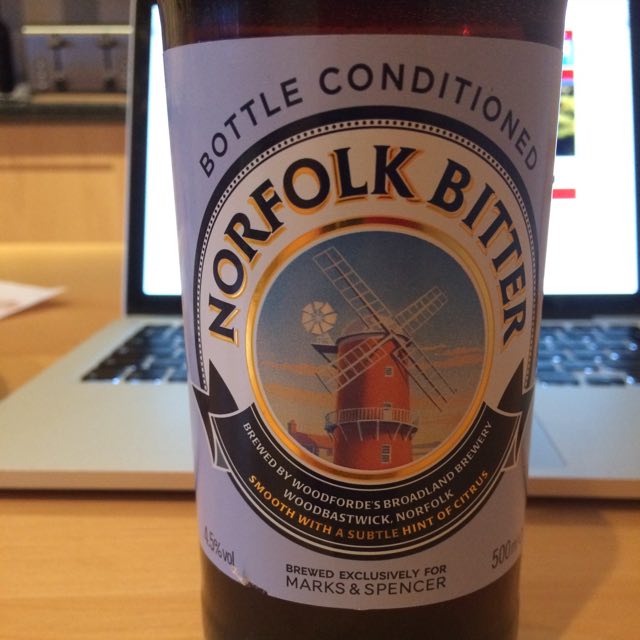 BOTTLE CONDITIONED
NORFOLK BITTER
BREWED BY WOODFORDE'S BROADLAND BREWERY
WOODBASTWICK, NORFOLK
SMOOTH WITH A SUBTLE HINT OF CITRUS
4.5% vol
500m
BREWED EXCLUSIVELY FOR
MARKS & SPENCER